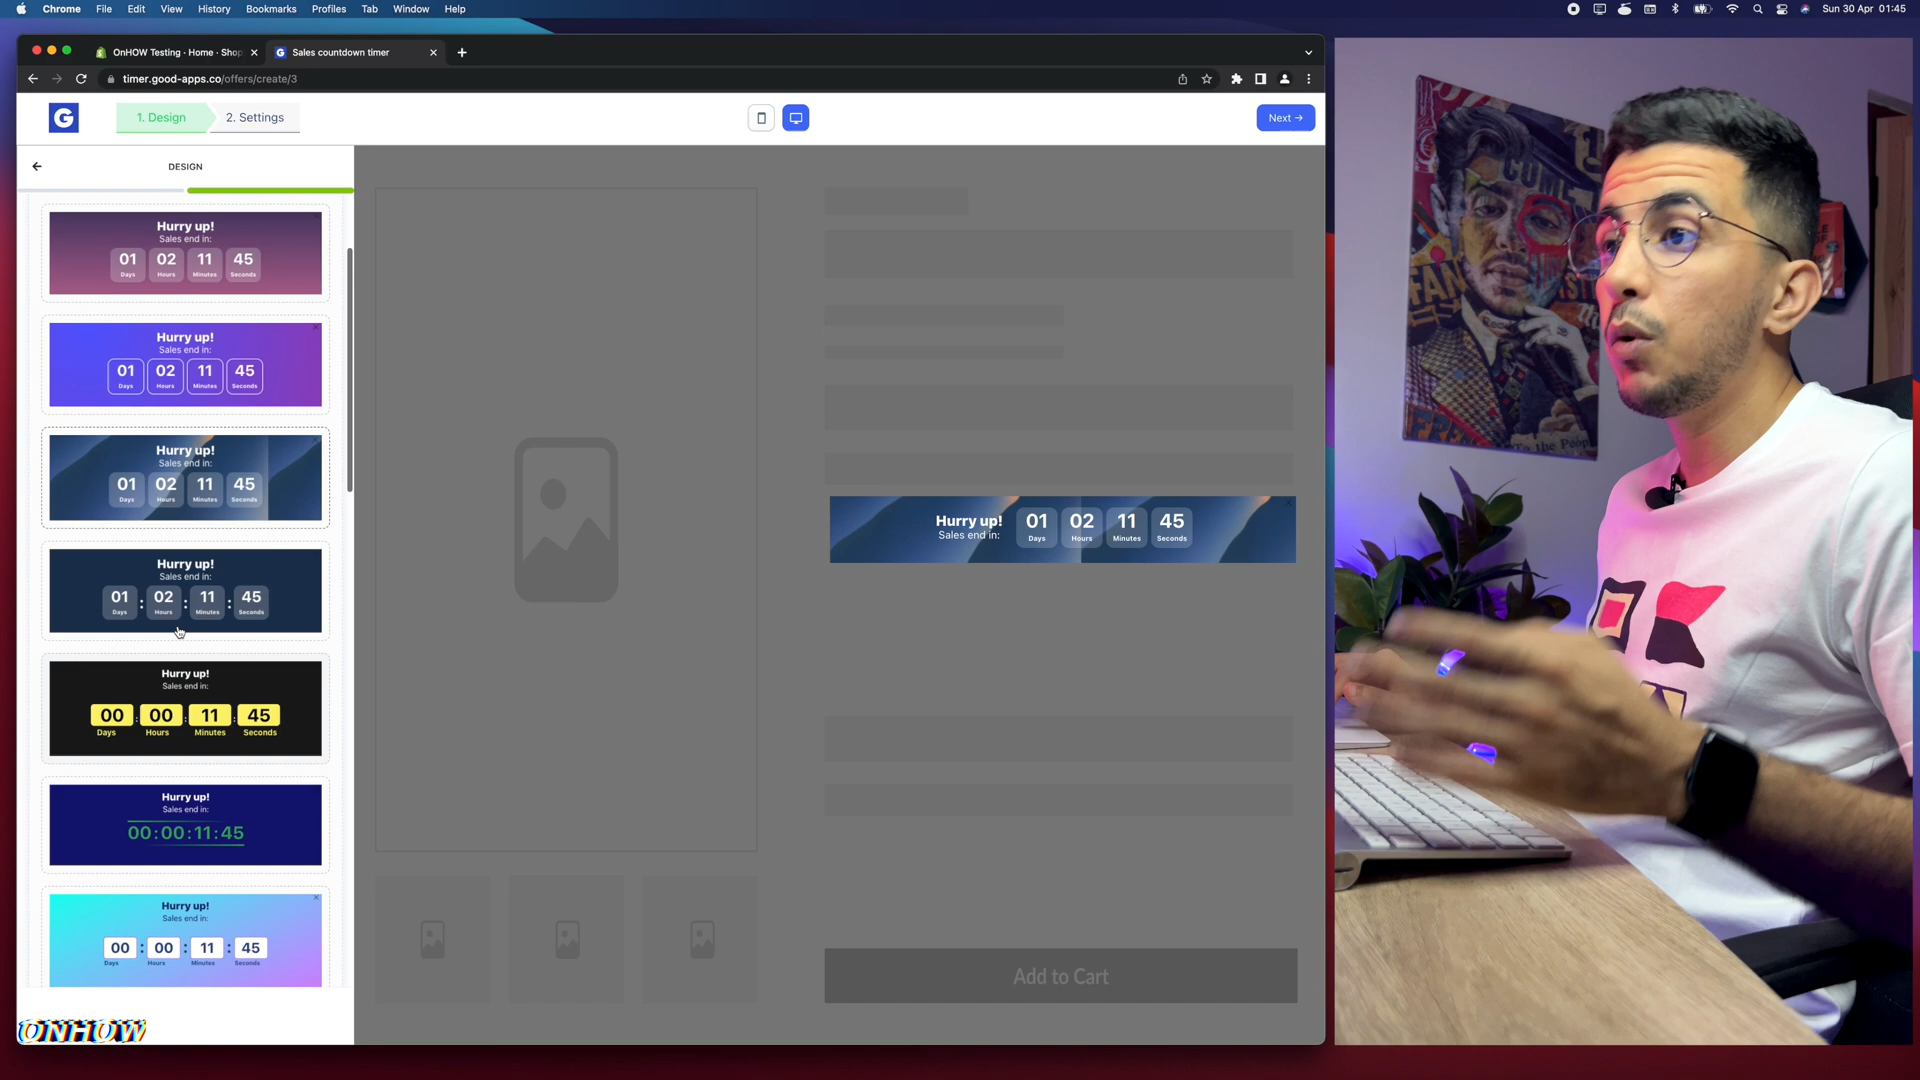 Chrome File Edit View History Bookmarks Profiles Tab Window Help
Sun 30 Apr 01:45
OnHOW Testing · Home · Shop
Sales countdown timer
timer.good-apps.co/offers/create/3
G
1. Design
2. Settings
Next →
DESIGN
Hurry up!
Sales end in:
01 02 11 45
Days Hours Minutes Seconds
Hurry up!
Sales end in:
01 02 11 45
Days Hours Minutes Seconds
Hurry up!
Sales end in:
01 02 11 45
Days Hours Minutes Seconds
Hurry up!
Sales end in:
01 : 02 : 11 : 45
Days Hours Minutes Seconds
Hurry up!
Sales end in:
00 : 00 : 11 : 45
Days Hours Minutes Seconds
Hurry up!
Sales end in:
00:00:11:45
Hurry up!
Sales end in:
00 : 00 : 11 : 45
Days Hours Minutes Seconds
Hurry up!
Sales end in:
01 02 11 45
Days Hours Minutes Seconds
Add to Cart
ONHOW